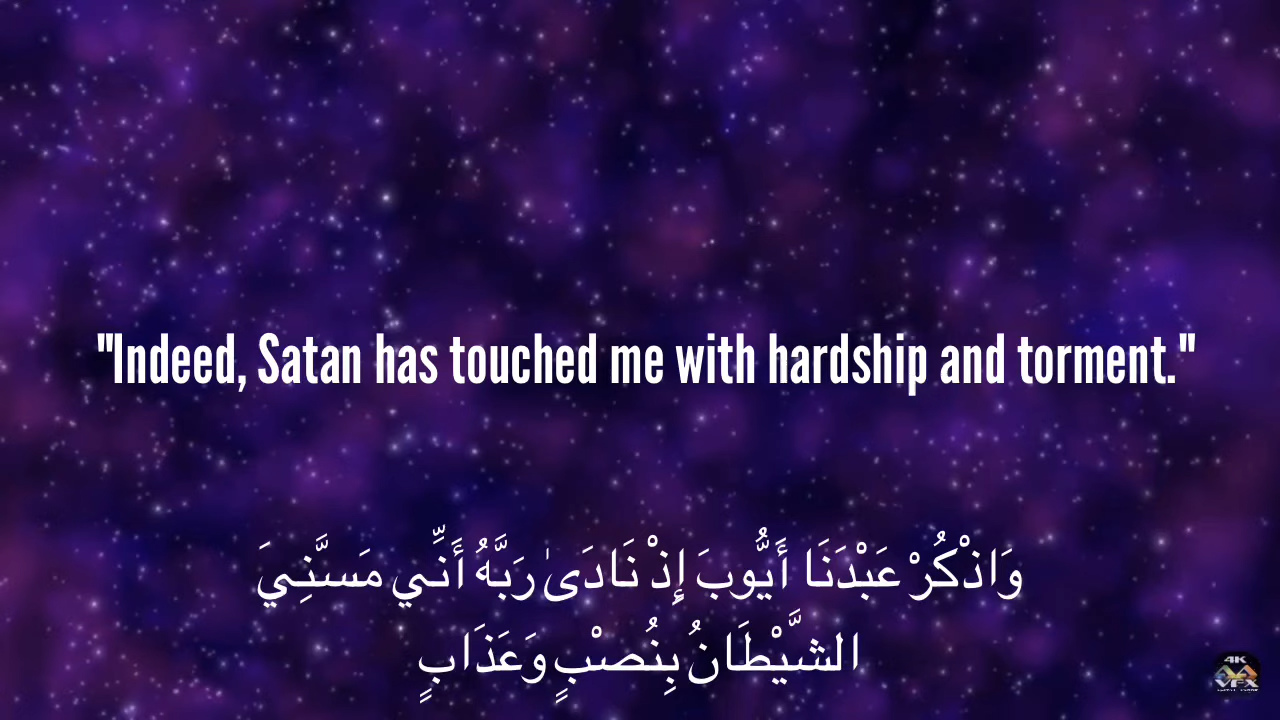 "Indeed, Satan has touched me with hardship and torment."
وَاذْكُرْ عَبْدَنَا أَيُّوبَ إِذْ نَادَىٰ رَبَّهُ أَنِّي مَسَّنِيَ
الشَّيْطَانُ بِنُصْبٍ وَعَذَابٍ
4K
VFX